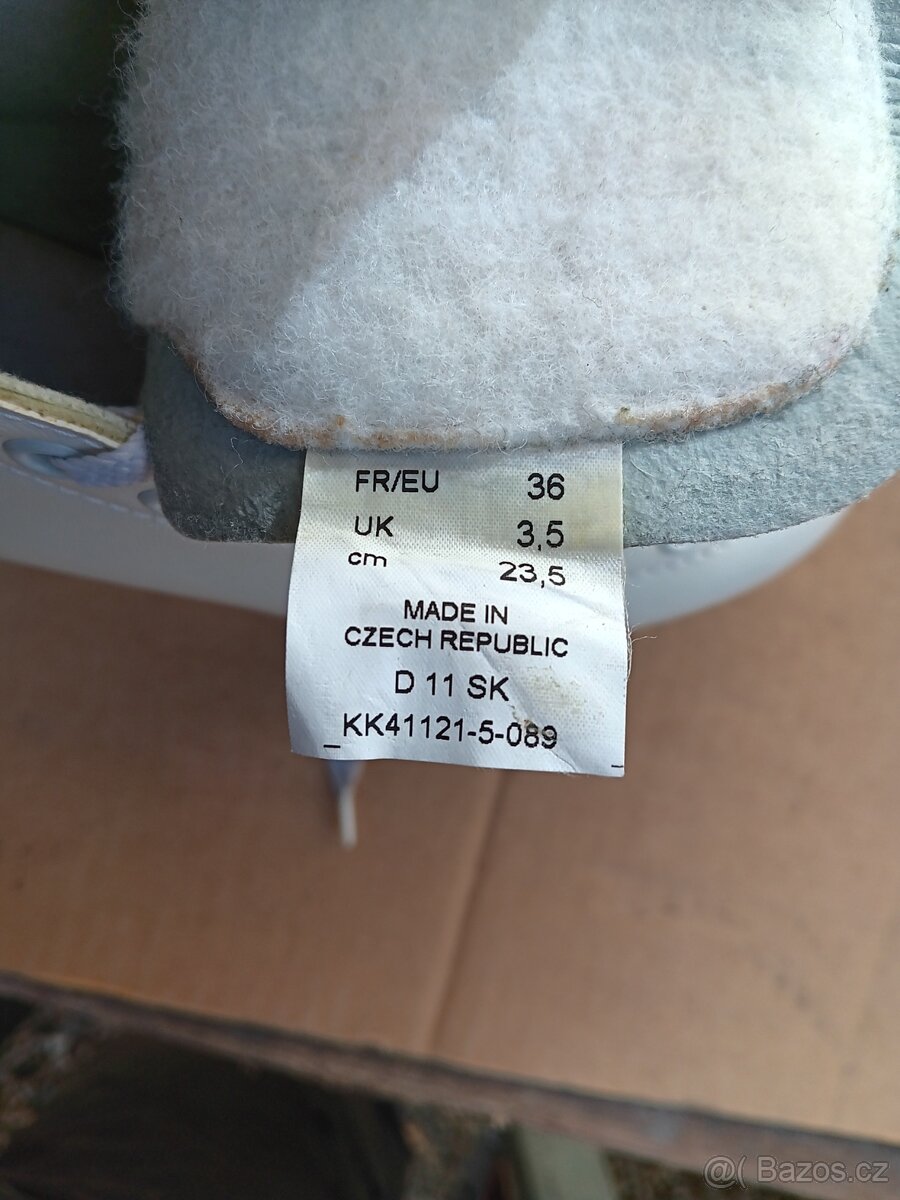 FR/EU 36
UK 3,5
cm 23,5
MADE IN
CZECH REPUBLIC
D 11 SK
_KK41121-5-089
@( Bazos.cz